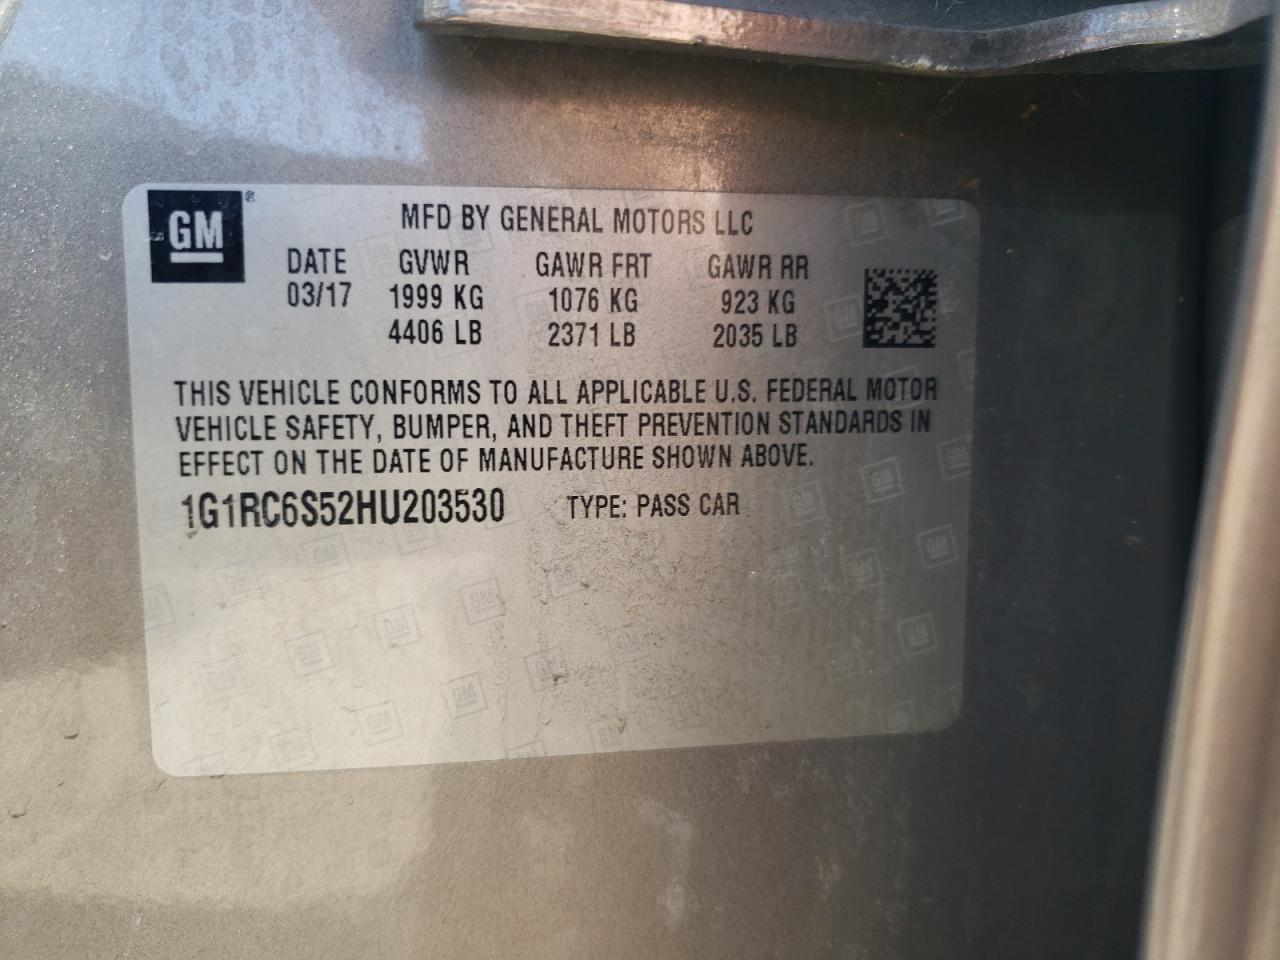 GM ®
MFD BY GENERAL MOTORS LLC
DATE GVWR GAWR FRT GAWR RR
03/17 1999 KG 1076 KG 923 KG
4406 LB 2371 LB 2035 LB
THIS VEHICLE CONFORMS TO ALL APPLICABLE U.S. FEDERAL MOTOR
VEHICLE SAFETY, BUMPER, AND THEFT PREVENTION STANDARDS IN
EFFECT ON THE DATE OF MANUFACTURE SHOWN ABOVE.
1G1RC6S52HU203530 TYPE: PASS CAR